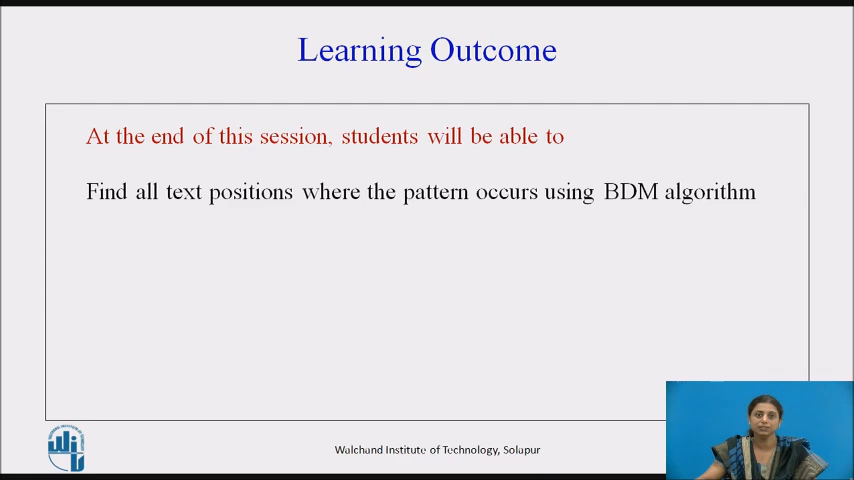 Learning Outcome
At the end of this session, students will be able to
Find all text positions where the pattern occurs using BDM algorithm
Walchand Institute of Technology, Solapur